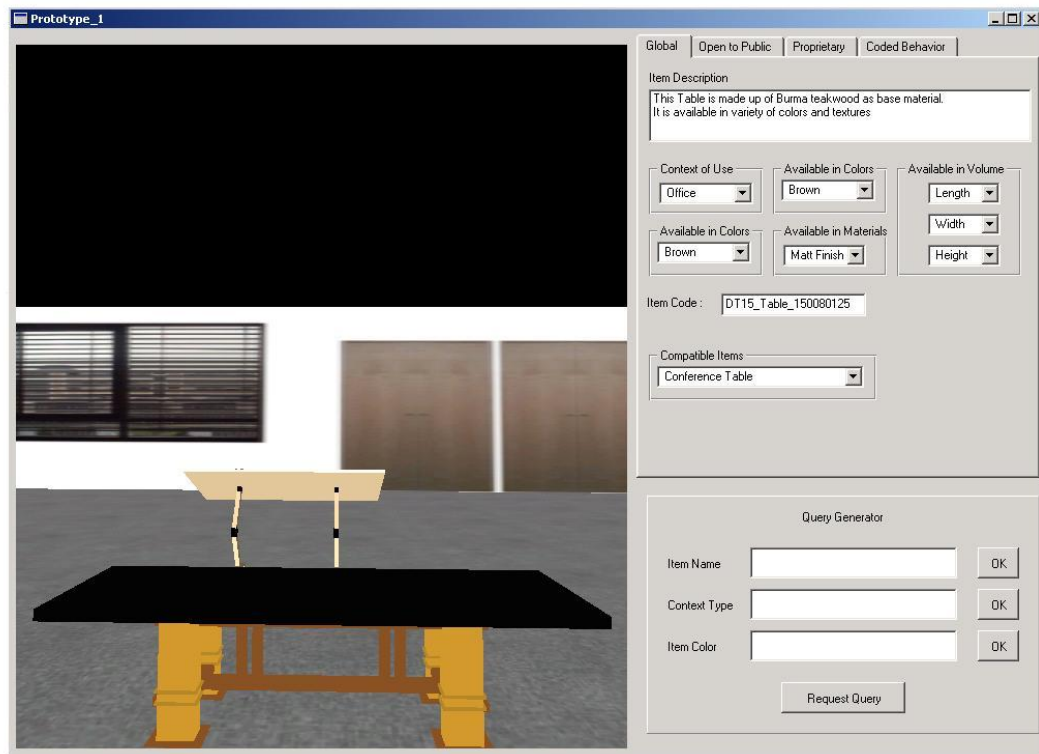 Prototype_1
Global
Open to Public
Proprietary
Coded Behavior
Item Description
This Table is made up of Burma teakwood as base material.
It is available in variety of colors and textures
Context of Use
Available in Colors
Available in Volume
Office
Brown
Length
Width
Available in Colors
Available in Materials
Brown
Matt Finish
Height
Item Code :
DT15_Table_150080125
Compatible Items
Conference Table
Query Generator
Item Name
OK
Context Type
OK
Item Color
OK
Request Query